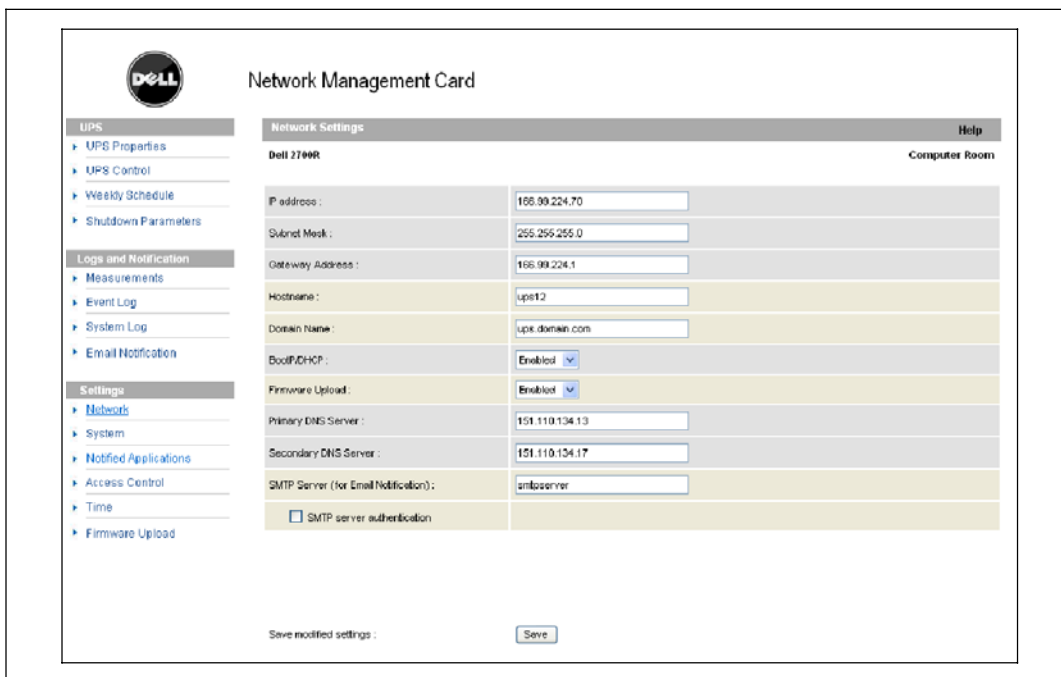 DELL
Network Management Card
UPS
UPS Properties
UPS Control
Weekly Schedule
Shutdown Parameters
Logs and Notification
Measurements
Event Log
System Log
Email Notification
Settings
Network
System
Notified Applications
Access Control
Time
Firmware Upload
Network Settings
Help
Dell 2700R
Computer Room
IP address : 166.99.224.70
Subnet Mask : 255.255.255.0
Gateway Address : 166.99.224.1
Hostname : ups12
Domain Name : ups.domain.com
BootP/DHCP : Enabled
Firmware Upload : Enabled
Primary DNS Server : 151.110.134.13
Secondary DNS Server : 151.110.134.17
SMTP Server (for Email Notification) : smtpserver
SMTP server authentication
Save modified settings : Save